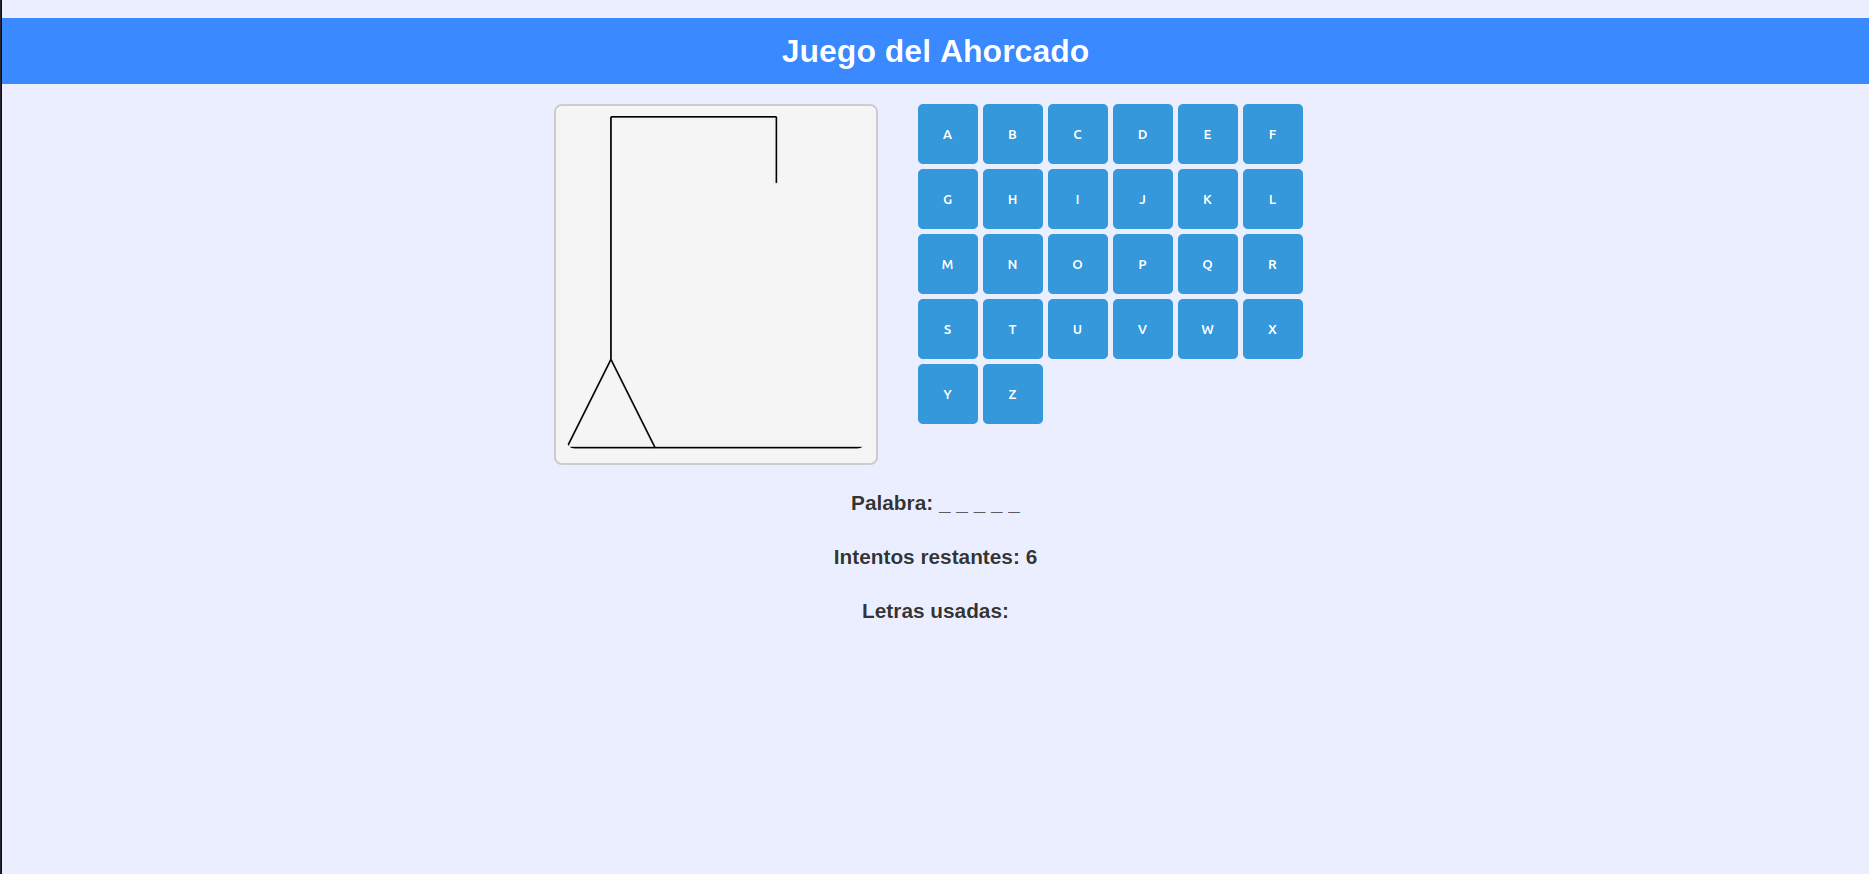 Juego del Ahorcado
A B C D E F
G H I J K L
M N O P Q R
S T U V W X
Y Z
Palabra: _ _ _ _ _
Intentos restantes: 6
Letras usadas: